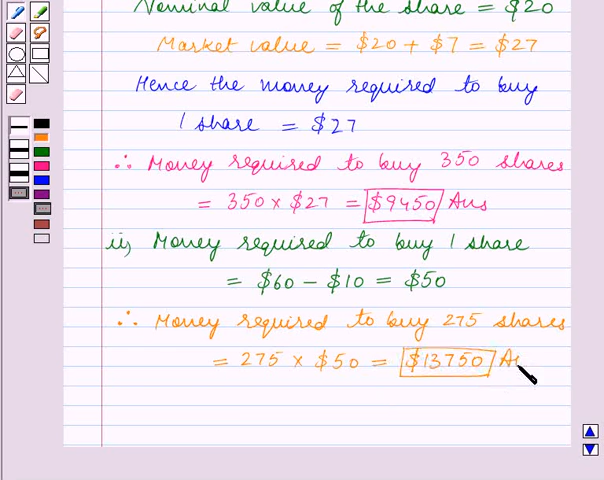 Nominal value of the share = $20
Market value = $20 + $7 = $27
Hence the money required to buy
1 share = $27
∴ Money required to buy 350 shares
= 350 × $27 = $9450 Ans
ii) Money required to buy 1 share
= $60 − $10 = $50
∴ Money required to buy 275 shares
= 275 × $50 = $13750 An